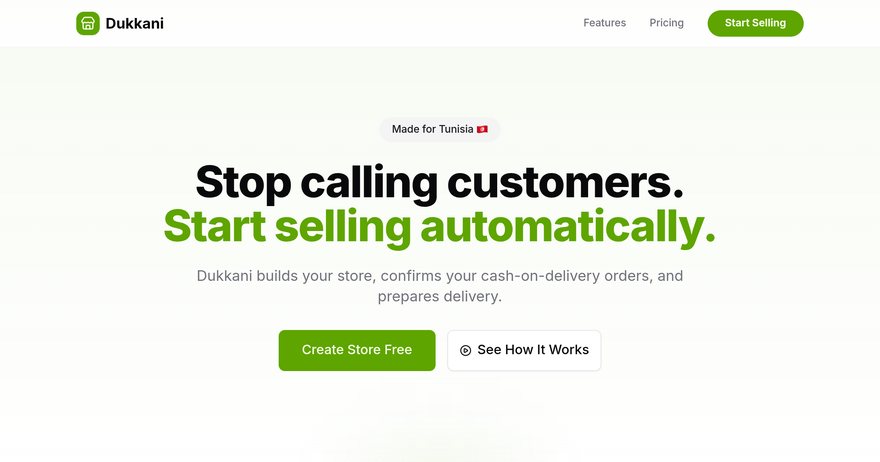 Dukkani
Features
Pricing
Start Selling
Made for Tunisia 🇹🇳
Stop calling customers.
Start selling automatically.
Dukkani builds your store, confirms your cash-on-delivery orders, and
prepares delivery.
Create Store Free
See How It Works